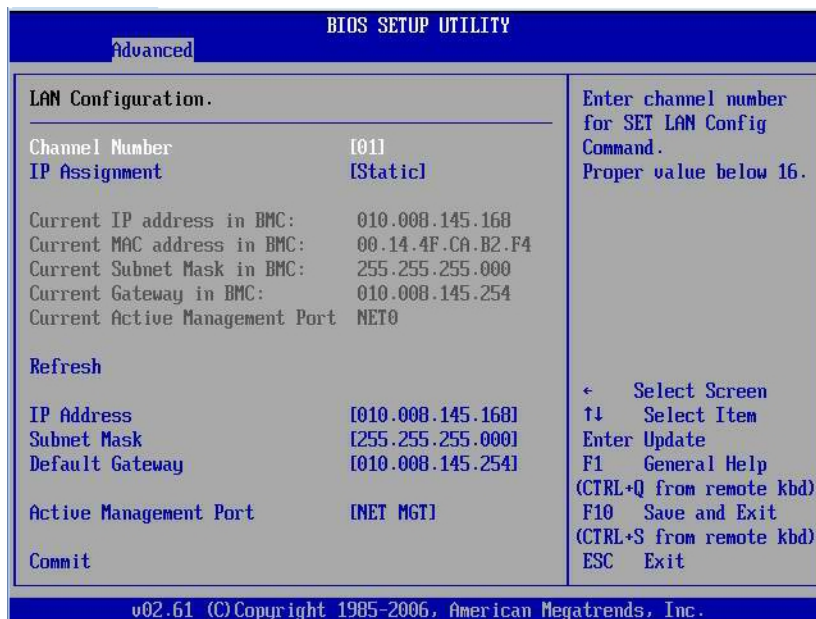 BIOS SETUP UTILITY
Advanced
LAN Configuration.
Channel Number [01]
IP Assignment [Static]
Current IP address in BMC: 010.008.145.168
Current MAC address in BMC: 00.14.4F.CA.B2.F4
Current Subnet Mask in BMC: 255.255.255.000
Current Gateway in BMC: 010.008.145.254
Current Active Management Port NET0
Refresh
IP Address [010.008.145.168]
Subnet Mask [255.255.255.000]
Default Gateway [010.008.145.254]
Active Management Port [NET MGT]
Commit
Enter channel number
for SET LAN Config
Command.
Proper value below 16.
← Select Screen
↑↓ Select Item
Enter Update
F1 General Help
(CTRL+Q from remote kbd)
F10 Save and Exit
(CTRL+S from remote kbd)
ESC Exit
v02.61 (C)Copyright 1985-2006, American Megatrends, Inc.